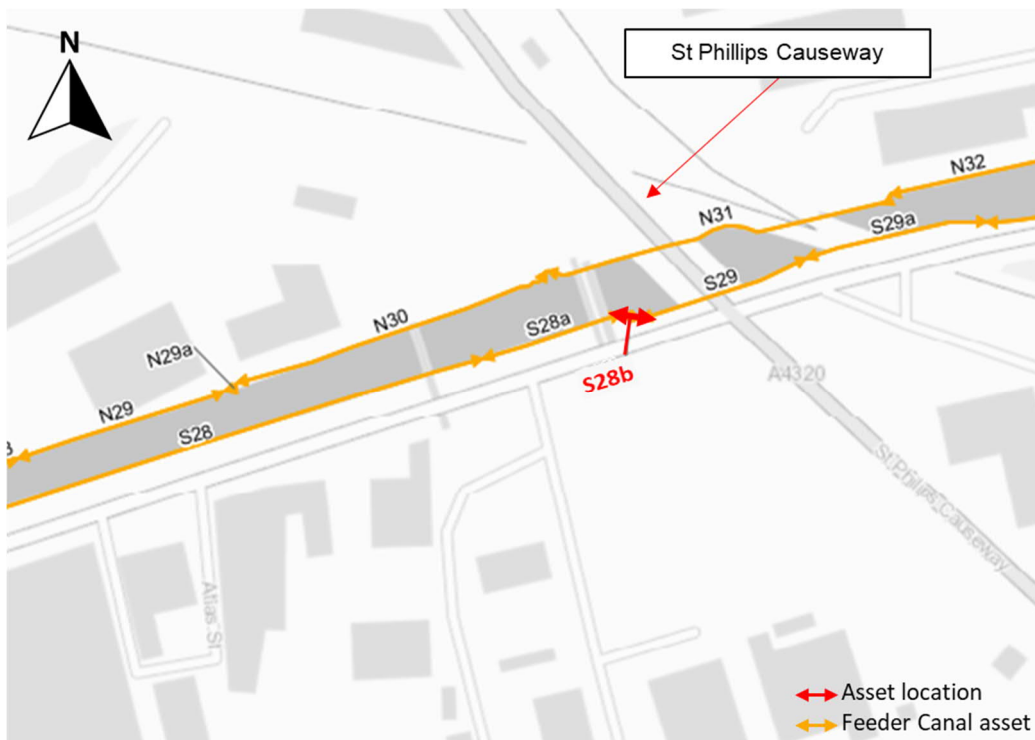 N
St Phillips Causeway
N32
N31
S29a
S29
N30
S28a
S28b
N29a
A4320
N29
S28
St Philips Causeway
Atlas St
Asset location
Feeder Canal asset